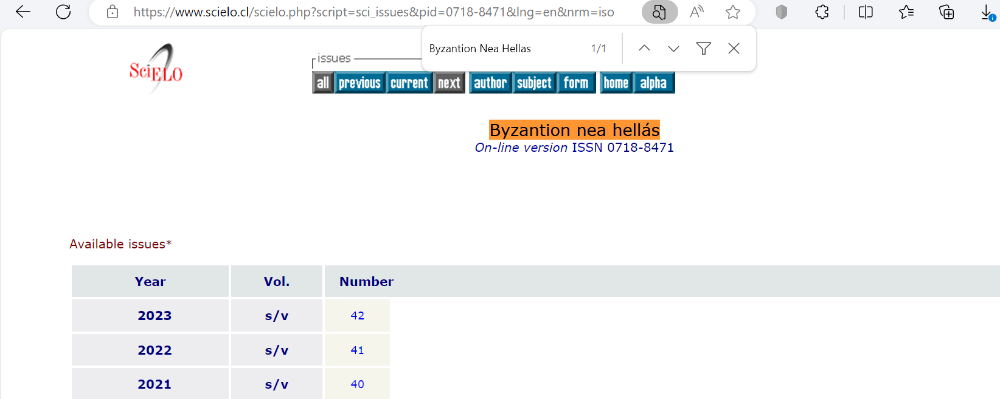 https://www.scielo.cl/scielo.php?script=sci_issues&pid=0718-8471&lng=en&nrm=iso
Byzantion Nea Hellas 1/1
SciELO
issues
all previous current next author subject form home alpha
Byzantion nea hellás
On-line version ISSN 0718-8471
Available issues*
Year Vol. Number
2023 s/v 42
2022 s/v 41
2021 s/v 40